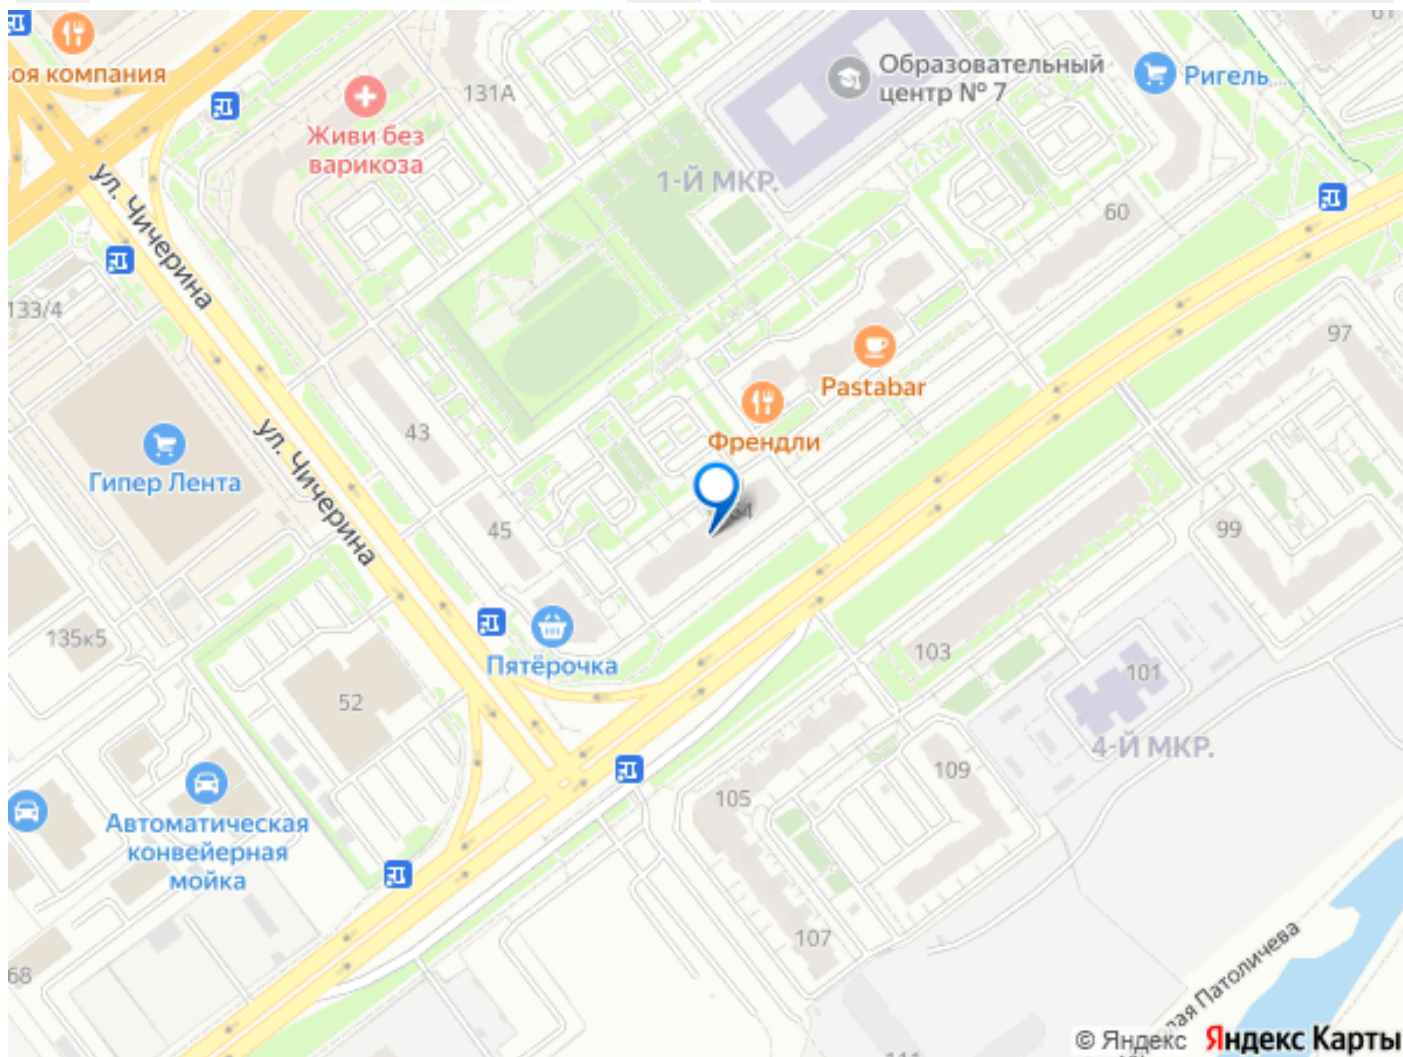 61
воя компания
131А
Живи без
варикоза
Образовательный
центр № 7
Ригель
1-Й МКР.
60
ул. Чичерина
133/4
97
Pastabar
Френдли
43
ул. Чичерина
Гипер Лента
45
99
135к5
Пятёрочка
52
103
101
4-Й МКР.
109
105
Автоматическая
конвейерная
мойка
107
68
Патоличева
© Яндекс Яндекс Карты